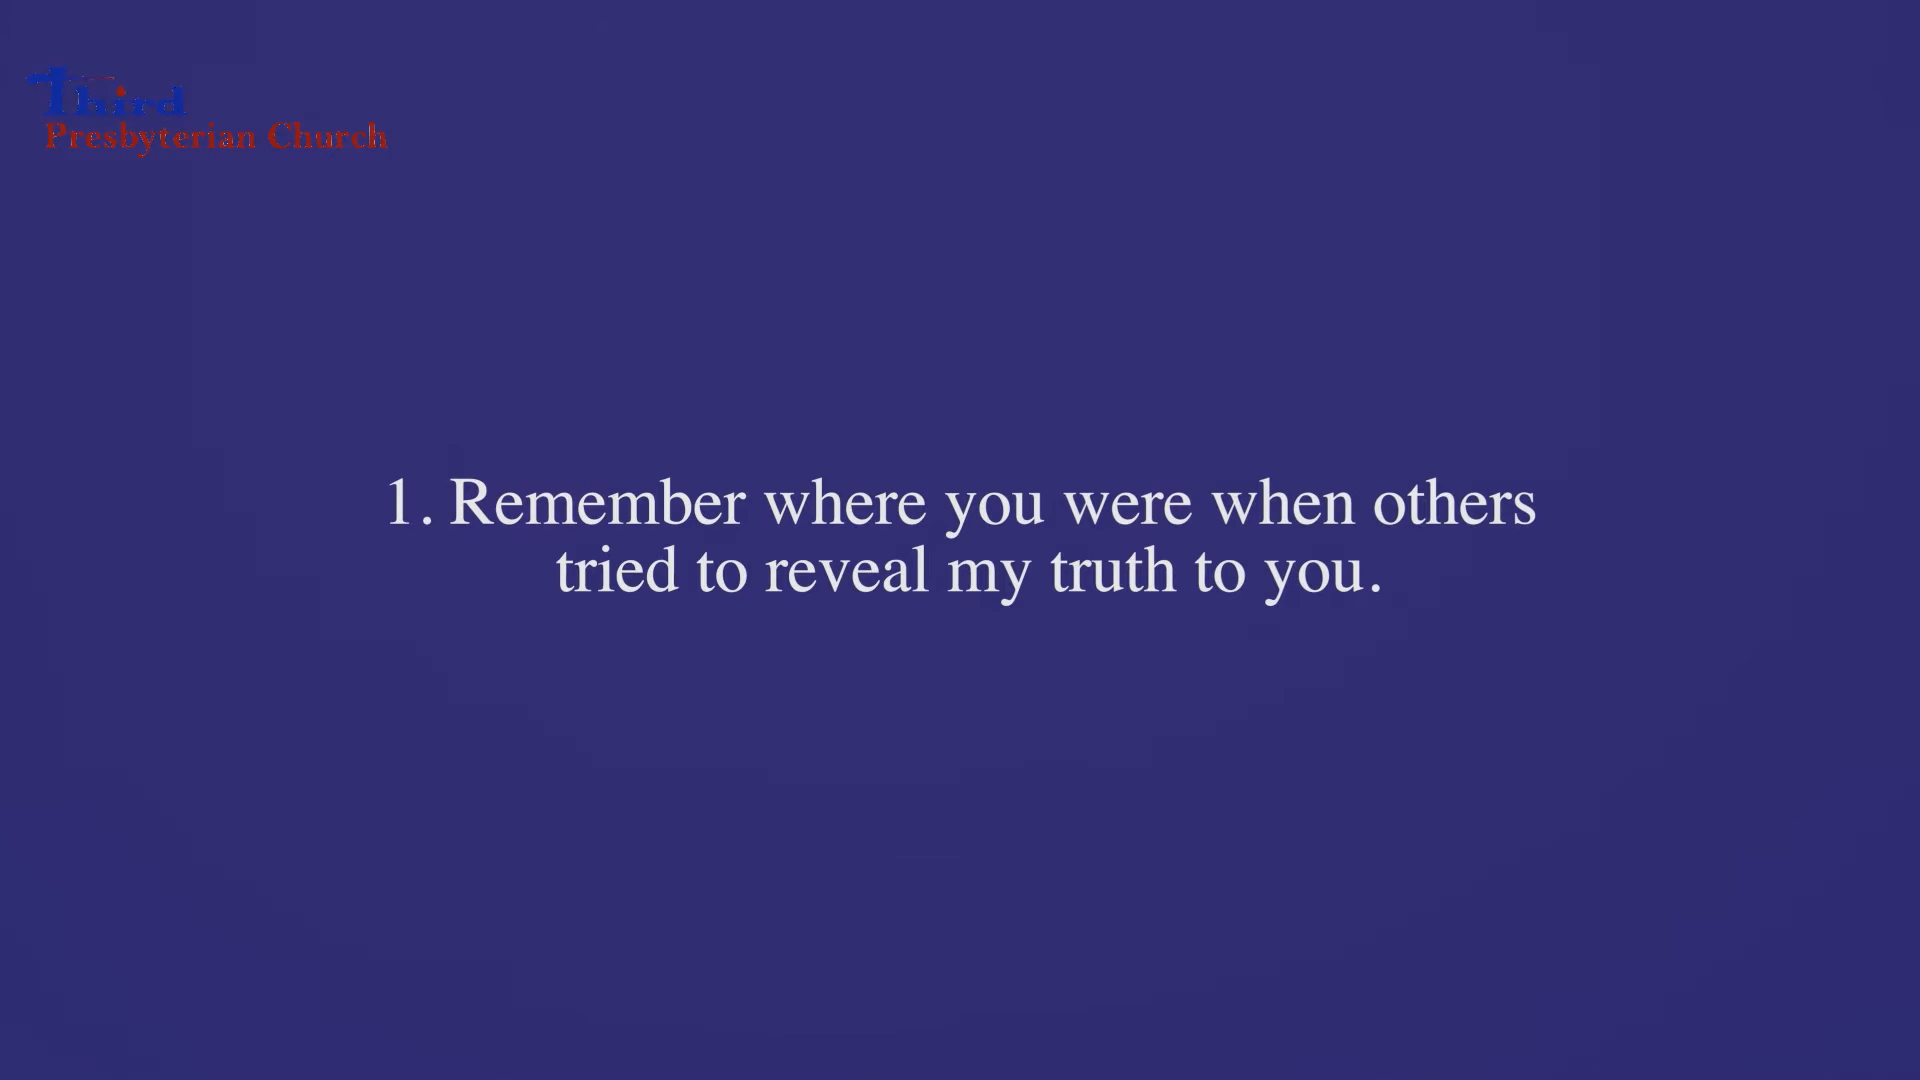 Third
Presbyterian Church
1. Remember where you were when others
tried to reveal my truth to you.